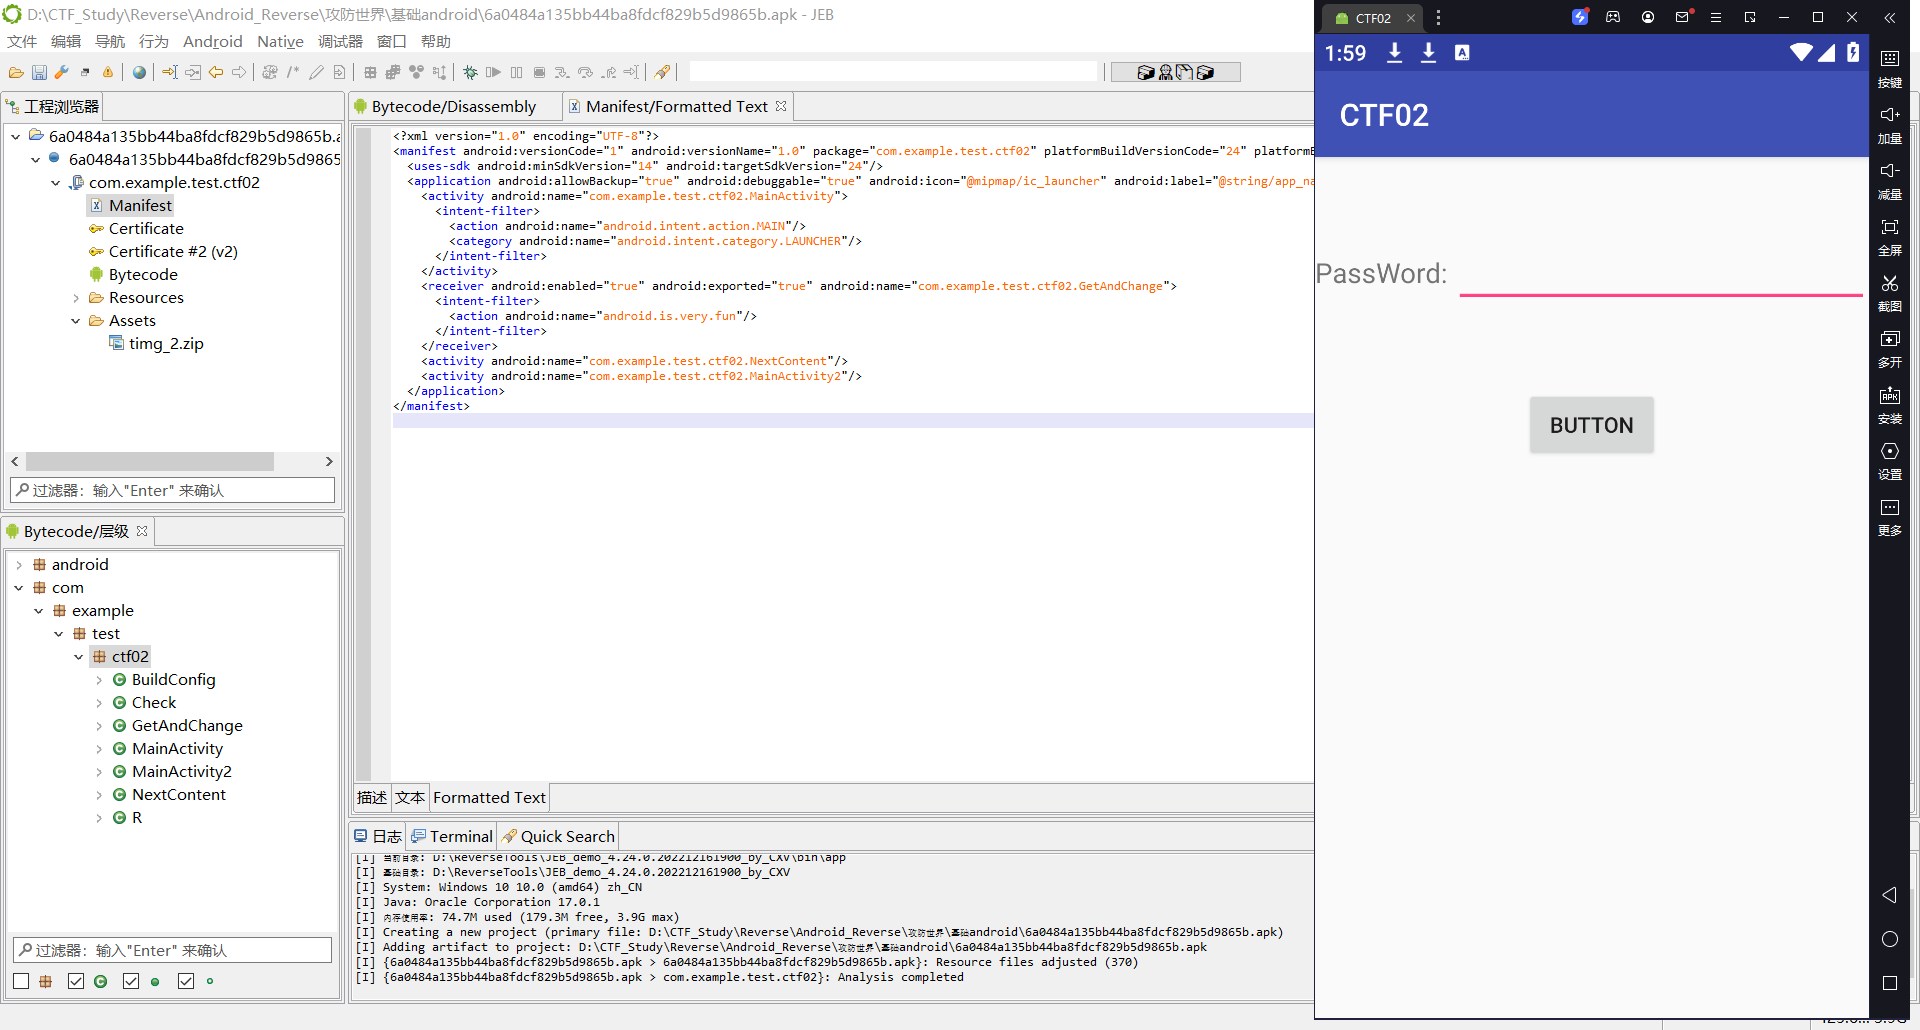 D:\CTF_Study\Reverse\Android_Reverse\攻防世界\基础android\6a0484a135bb44ba8fdcf829b5d9865b.apk - JEB
文件 编辑 导航 行为 Android Native 调试器 窗口 帮助
工程浏览器
6a0484a135bb44ba8fdcf829b5d9865b.a
6a0484a135bb44ba8fdcf829b5d9865
com.example.test.ctf02
Manifest
Certificate
Certificate #2 (v2)
Bytecode
Resources
Assets
timg_2.zip
过滤器: 输入"Enter" 来确认
Bytecode/层级
android
com
example
test
ctf02
BuildConfig
Check
GetAndChange
MainActivity
MainActivity2
NextContent
R
过滤器: 输入"Enter" 来确认
Bytecode/Disassembly
Manifest/Formatted Text
<?xml version="1.0" encoding="UTF-8"?>
<manifest android:versionCode="1" android:versionName="1.0" package="com.example.test.ctf02" platformBuildVersionCode="24" platformB
<uses-sdk android:minSdkVersion="14" android:targetSdkVersion="24"/>
<application android:allowBackup="true" android:debuggable="true" android:icon="@mipmap/ic_launcher" android:label="@string/app_na
<activity android:name="com.example.test.ctf02.MainActivity">
<intent-filter>
<action android:name="android.intent.action.MAIN"/>
<category android:name="android.intent.category.LAUNCHER"/>
</intent-filter>
</activity>
<receiver android:enabled="true" android:exported="true" android:name="com.example.test.ctf02.GetAndChange">
<intent-filter>
<action android:name="android.is.very.fun"/>
</intent-filter>
</receiver>
<activity android:name="com.example.test.ctf02.NextContent"/>
<activity android:name="com.example.test.ctf02.MainActivity2"/>
</application>
</manifest>
描述 文本 Formatted Text
日志 Terminal Quick Search
[I] 当前目录: D:\ReverseTools\JEB_demo_4.24.0.202212161900_by_CXV\bin\app
[I] 基础目录: D:\ReverseTools\JEB_demo_4.24.0.202212161900_by_CXV
[I] System: Windows 10 10.0 (amd64) zh_CN
[I] Java: Oracle Corporation 17.0.1
[I] 内存使用率: 74.7M used (179.3M free, 3.9G max)
[I] Creating a new project (primary file: D:\CTF_Study\Reverse\Android_Reverse\攻防世界\基础android\6a0484a135bb44ba8fdcf829b5d9865b.apk)
[I] Adding artifact to project: D:\CTF_Study\Reverse\Android_Reverse\攻防世界\基础android\6a0484a135bb44ba8fdcf829b5d9865b.apk
[I] {6a0484a135bb44ba8fdcf829b5d9865b.apk > 6a0484a135bb44ba8fdcf829b5d9865b.apk}: Resource files adjusted (370)
[I] {6a0484a135bb44ba8fdcf829b5d9865b.apk > com.example.test.ctf02}: Analysis completed
CTF02
1:59
CTF02
PassWord:
BUTTON
按键
加量
减量
全屏
截图
多开
APK
安装
设置
更多